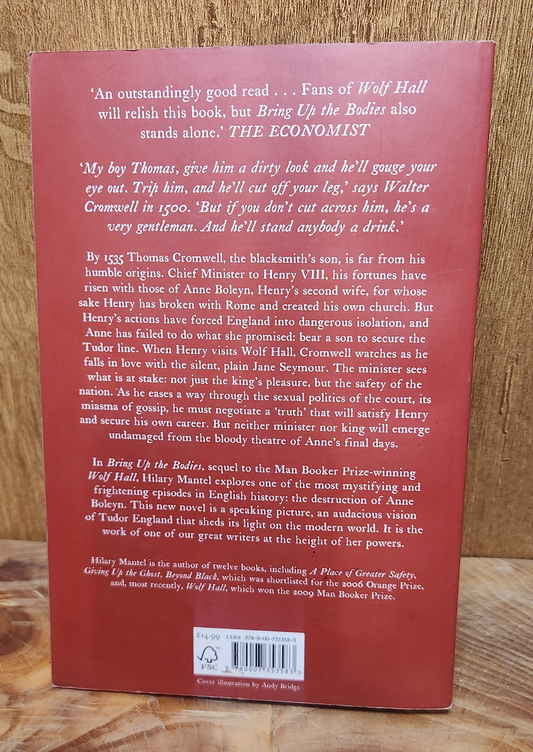 ‘An outstandingly good read . . . Fans of Wolf Hall
will relish this book, but Bring Up the Bodies also
stands alone.’ THE ECONOMIST
‘My boy Thomas, give him a dirty look and he’ll gouge your
eye out. Trip him, and he’ll cut off your leg,’ says Walter
Cromwell in 1500. ‘But if you don’t cut across him, he’s a
very gentleman. And he’ll stand anybody a drink.’
By 1535 Thomas Cromwell, the blacksmith’s son, is far from his
humble origins. Chief Minister to Henry VIII, his fortunes have
risen with those of Anne Boleyn, Henry’s second wife, for whose
sake Henry has broken with Rome and created his own church. But
Henry’s actions have forced England into dangerous isolation, and
Anne has failed to do what she promised: bear a son to secure the
Tudor line. When Henry visits Wolf Hall, Cromwell watches as he
falls in love with the silent, plain Jane Seymour. The minister sees
what is at stake: not just the king’s pleasure, but the safety of the
nation. As he eases a way through the sexual politics of the court, its
miasma of gossip, he must negotiate a ‘truth’ that will satisfy Henry
and secure his own career. But neither minister nor king will emerge
undamaged from the bloody theatre of Anne’s final days.
In Bring Up the Bodies, sequel to the Man Booker Prize-winning
Wolf Hall, Hilary Mantel explores one of the most mystifying and
frightening episodes in English history: the destruction of Anne
Boleyn. This new novel is a speaking picture, an audacious vision
of Tudor England that sheds its light on the modern world. It is the
work of one of our great writers at the height of her powers.
Hilary Mantel is the author of twelve books, including A Place of Greater Safety,
Giving Up the Ghost, Beyond Black, which was shortlisted for the 2006 Orange Prize,
and, most recently, Wolf Hall, which won the 2009 Man Booker Prize.
£14.99 ISBN 978-0-00-735358-3
FSC
9 780007 353583
Cover illustration by Andy Bridge